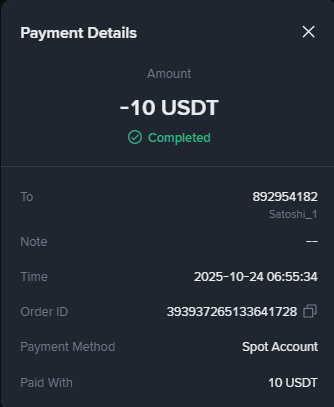 Payment Details
Amount
-10 USDT
Completed
To 892954182
Satoshi_1
Note --
Time 2025-10-24 06:55:34
Order ID 393937265133641728
Payment Method Spot Account
Paid With 10 USDT